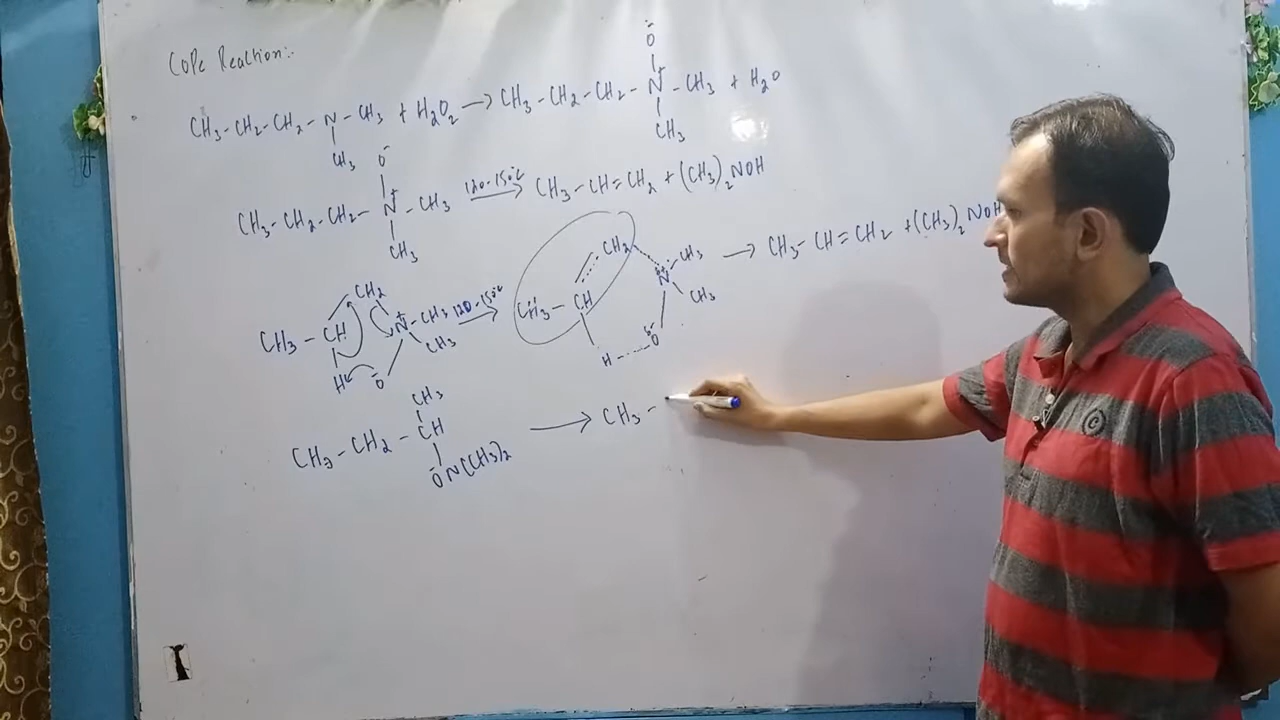 Cope Reaction:-
CH3-CH2-CH2-N-CH3 + H2O2 → CH3-CH2-CH2-N⁺-CH3 + H2O
CH3
O⁻
CH3
CH3-CH2-CH2-N⁺-CH3 120-150°C → CH3-CH=CH2 + (CH3)2NOH
O⁻
CH3
CH3-CH
CH2
N⁺-CH3
CH3
H
O⁻
120-150°C →
CH3-CH
CH2
N
CH3
CH3
H
O
→ CH3-CH=CH2 + (CH3)2NOH
CH3
CH3-CH2-CH → CH3-
O⁻N(CH3)2